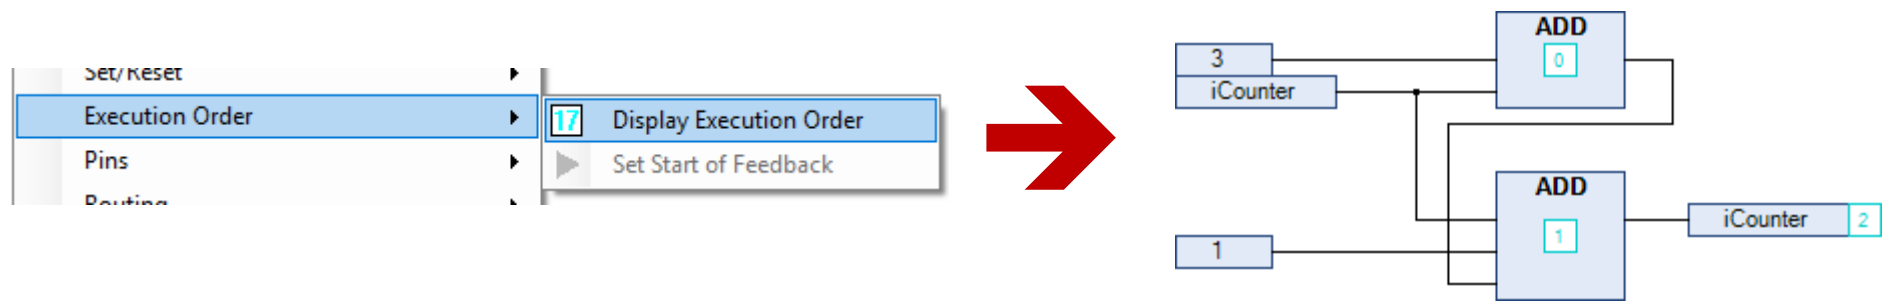 Set/Reset
Execution Order
Pins
Routing
17 Display Execution Order
Set Start of Feedback
ADD
0
3
iCounter
ADD
1
1
iCounter 2